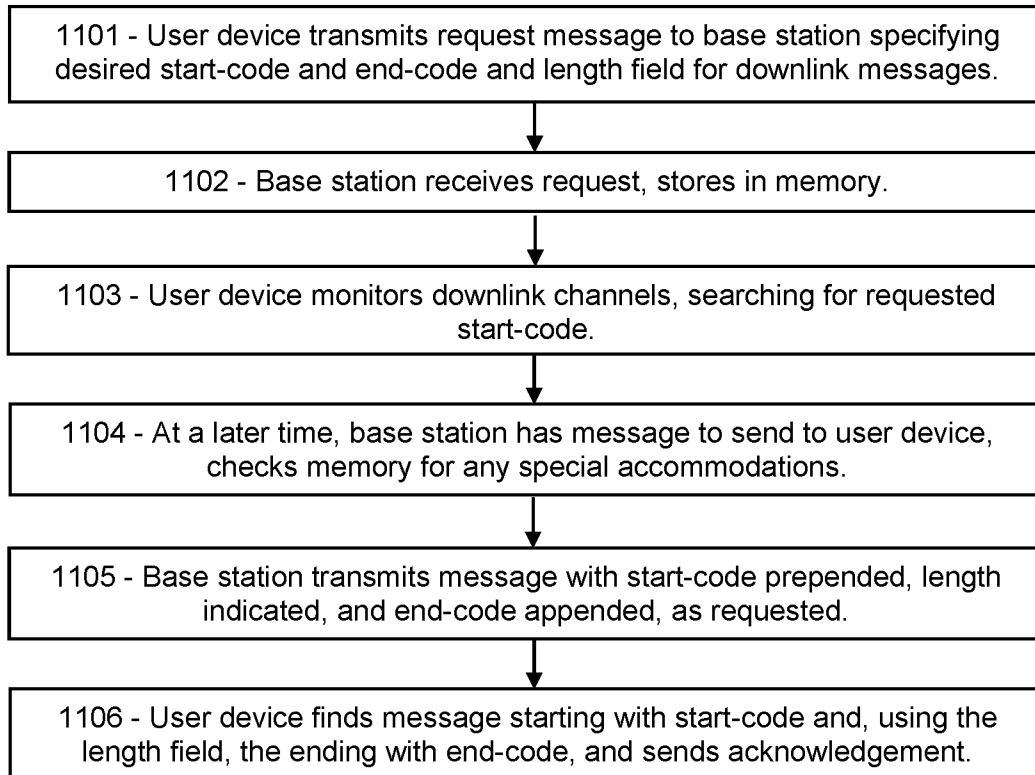 1101 - User device transmits request message to base station specifying
desired start-code and end-code and length field for downlink messages.
1102 - Base station receives request, stores in memory.
1103 - User device monitors downlink channels, searching for requested
start-code.
1104 - At a later time, base station has message to send to user device,
checks memory for any special accommodations.
1105 - Base station transmits message with start-code prepended, length
indicated, and end-code appended, as requested.
1106 - User device finds message starting with start-code and, using the
length field, the ending with end-code, and sends acknowledgement.